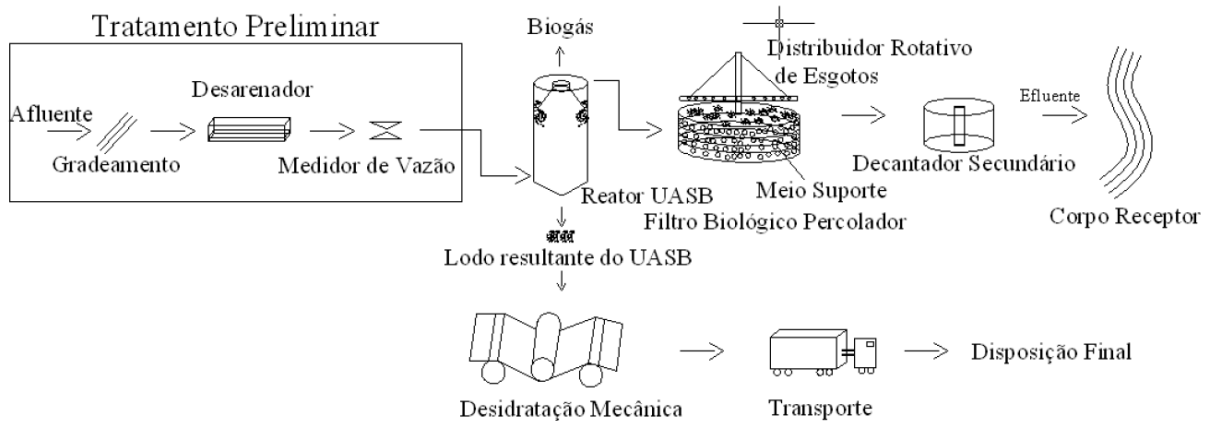 Tratamento Preliminar
Afluente
Gradeamento
Desarenador
Medidor de Vazão
Biogás
Reator UASB
Lodo resultante do UASB
Distribuidor Rotativo
de Esgotos
Meio Suporte
Filtro Biológico Percolador
Decantador Secundário
Efluente
Corpo Receptor
Desidratação Mecânica
Transporte
Disposição Final